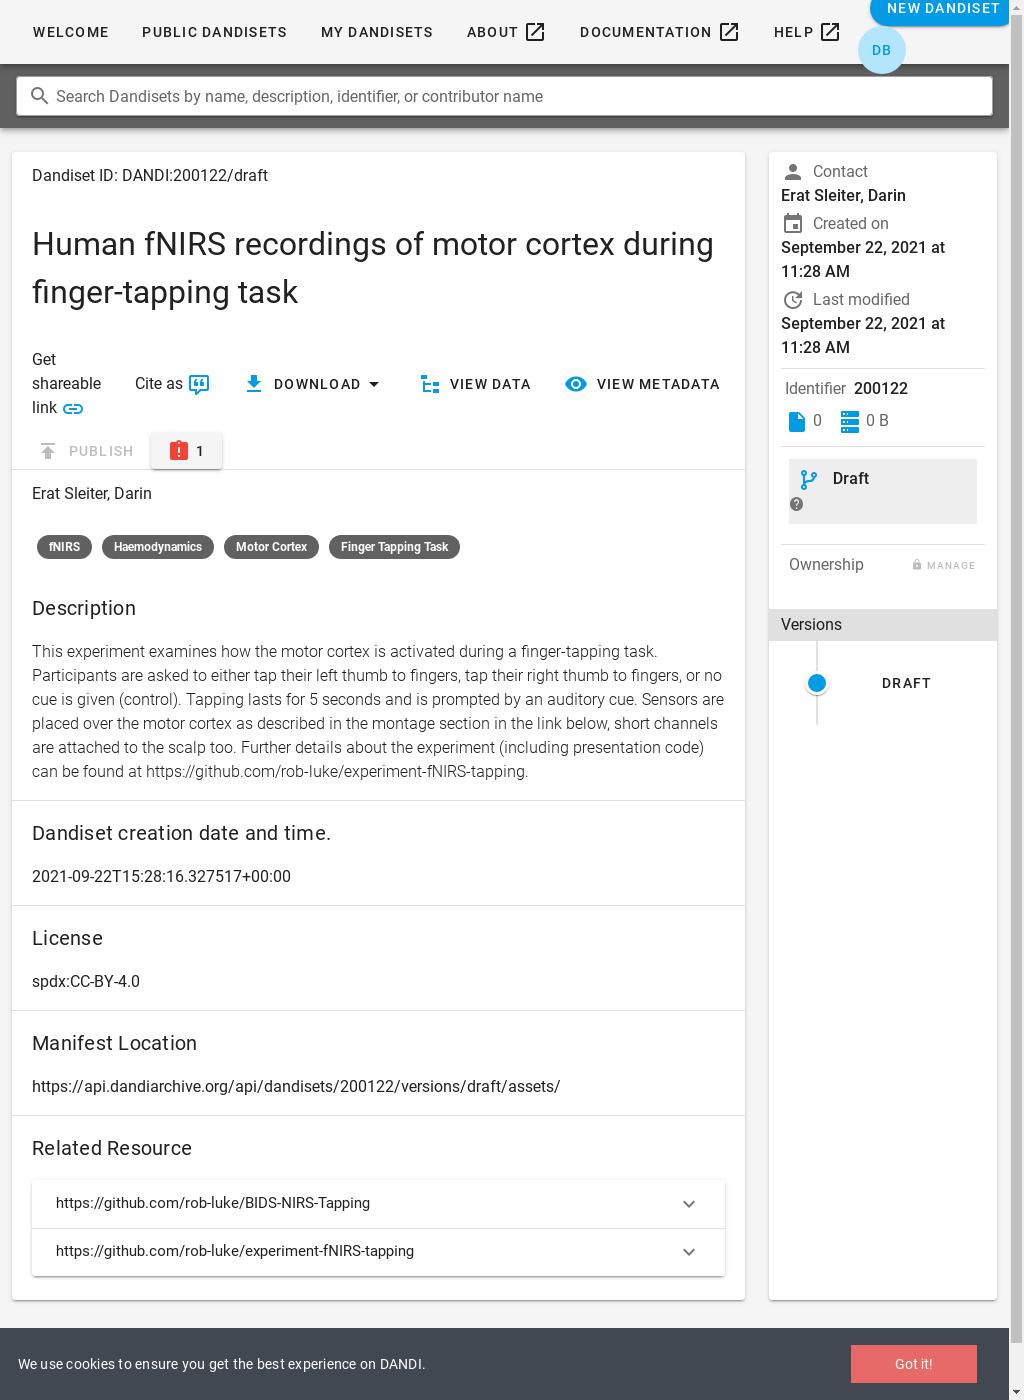 WELCOME PUBLIC DANDISETS MY DANDISETS ABOUT DOCUMENTATION HELP NEW DANDISET
DB
Search Dandisets by name, description, identifier, or contributor name
Dandiset ID: DANDI:200122/draft
Human fNIRS recordings of motor cortex during
finger-tapping task
Get
shareable
link
Cite as
DOWNLOAD
VIEW DATA
VIEW METADATA
PUBLISH
1
Erat Sleiter, Darin
fNIRS Haemodynamics Motor Cortex Finger Tapping Task
Description
This experiment examines how the motor cortex is activated during a finger-tapping task.
Participants are asked to either tap their left thumb to fingers, tap their right thumb to fingers, or no
cue is given (control). Tapping lasts for 5 seconds and is prompted by an auditory cue. Sensors are
placed over the motor cortex as described in the montage section in the link below, short channels
are attached to the scalp too. Further details about the experiment (including presentation code)
can be found at https://github.com/rob-luke/experiment-fNIRS-tapping.
Dandiset creation date and time.
2021-09-22T15:28:16.327517+00:00
License
spdx:CC-BY-4.0
Manifest Location
https://api.dandiarchive.org/api/dandisets/200122/versions/draft/assets/
Related Resource
https://github.com/rob-luke/BIDS-NIRS-Tapping
https://github.com/rob-luke/experiment-fNIRS-tapping
Contact
Erat Sleiter, Darin
Created on
September 22, 2021 at
11:28 AM
Last modified
September 22, 2021 at
11:28 AM
Identifier 200122
0 0 B
Draft
Ownership MANAGE
Versions
DRAFT
We use cookies to ensure you get the best experience on DANDI.
Got it!